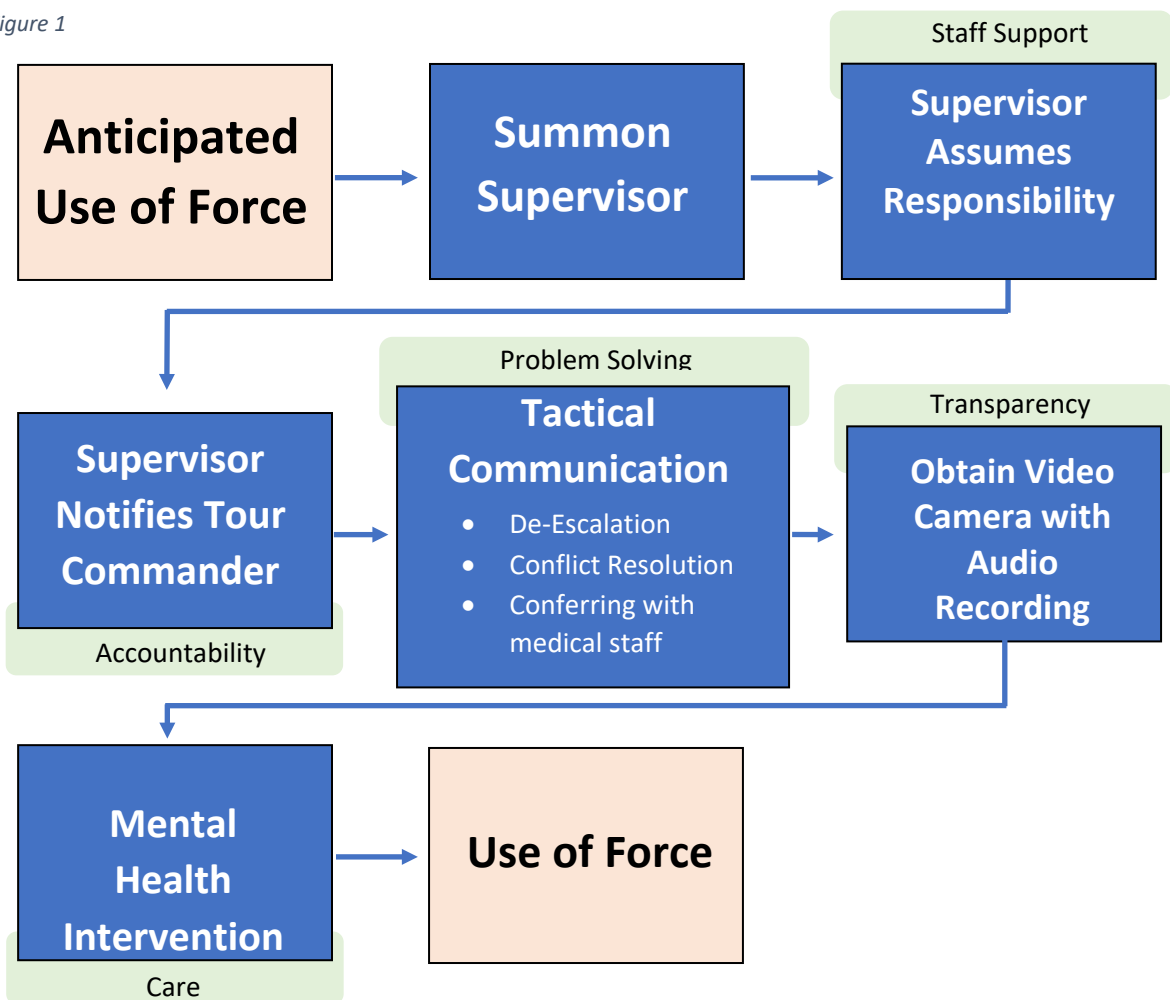 igure 1
Anticipated
Use of Force
Summon
Supervisor
Staff Support
Supervisor
Assumes
Responsibility
Supervisor
Notifies Tour
Commander
Accountability
Problem Solving
Tactical
Communication
• De-Escalation
• Conflict Resolution
• Conferring with
medical staff
Transparency
Obtain Video
Camera with
Audio
Recording
Mental
Health
Intervention
Care
Use of Force